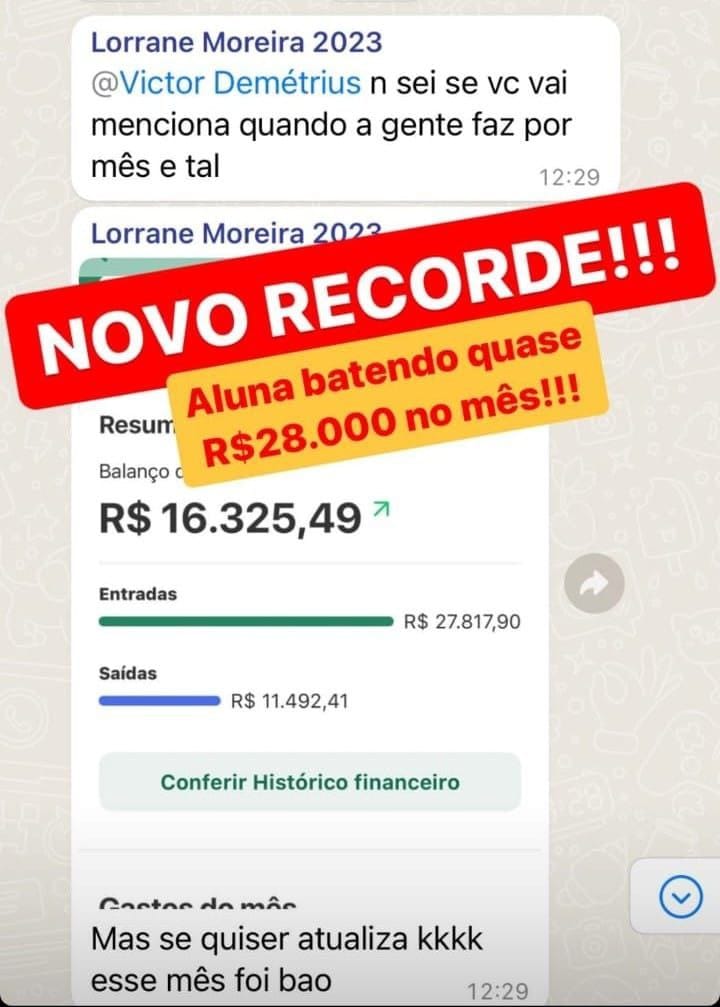 Lorrane Moreira 2023
@Victor Demétrius n sei se vc vai
menciona quando a gente faz por
mês e tal
12:29
Lorrane Moreira 2023
NOVO RECORDE!!!
Aluna batendo quase
R$28.000 no mês!!!
Balanço
R$ 16.325,49
Entradas
R$ 27.817,90
Saídas
R$ 11.492,41
Conferir Histórico financeiro
Gastos do mês
Mas se quiser atualiza kkkk
esse mês foi bao
12:29